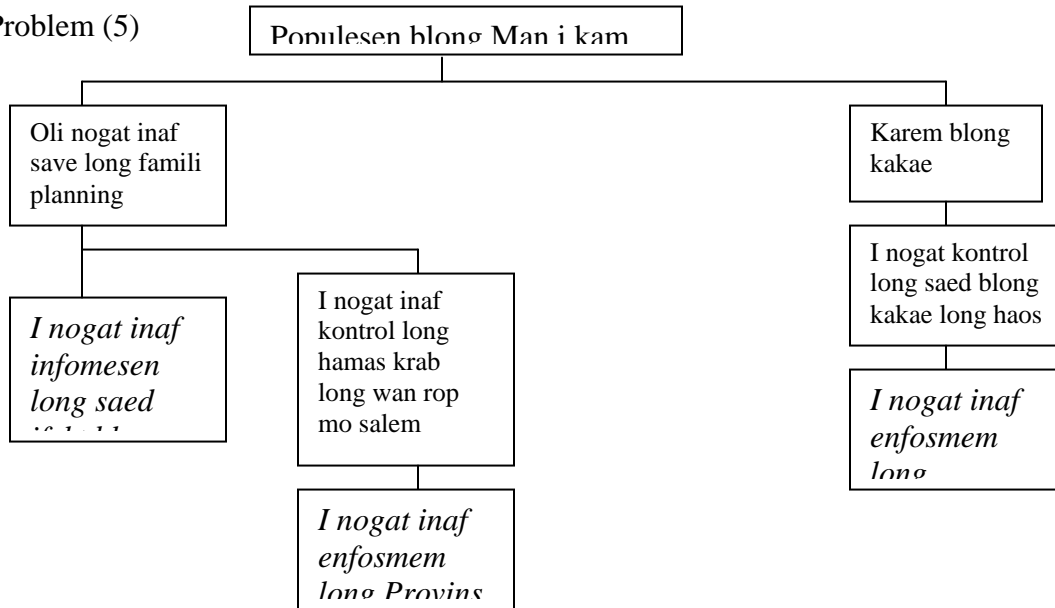 Problem (5)
Populesen blong Man i kam
Oli nogat inaf
save long famili
planning
Karem blong
kakae
I nogat kontrol
long saed blong
kakae long haos
I nogat inaf
infomesen
long saed
I nogat inaf
kontrol long
hamas krab
long wan rop
mo salem
I nogat inaf
enfosmem
long
I nogat inaf
enfosmem
long Provins